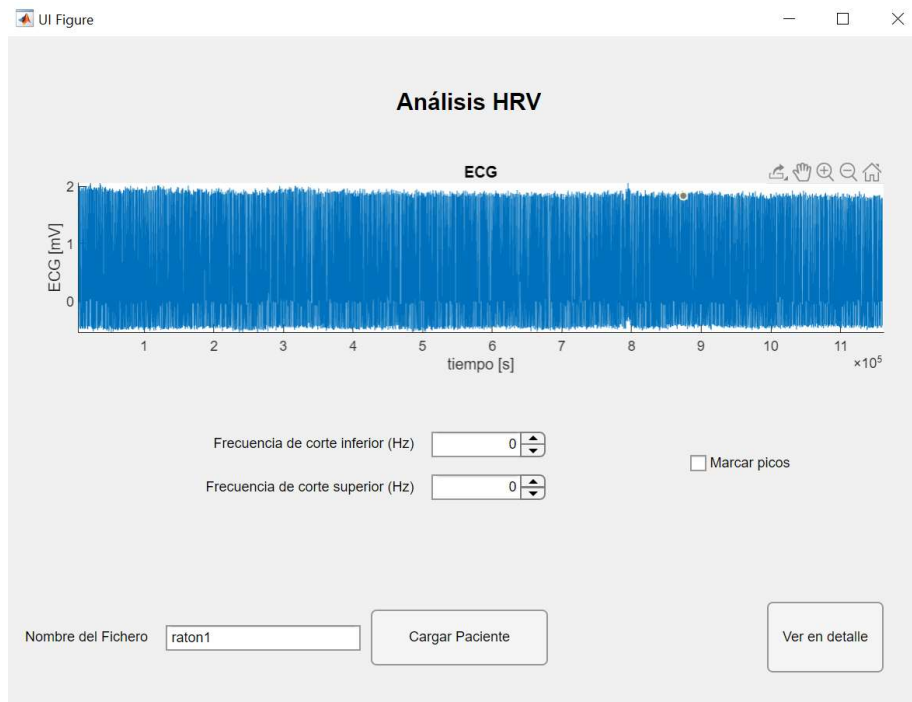 UI Figure
Análisis HRV
ECG
ECG [mV]
2
1
0
1 2 3 4 5 6 7 8 9 10 11
×10⁵
tiempo [s]
Frecuencia de corte inferior (Hz) 0
Marcar picos
Frecuencia de corte superior (Hz) 0
Nombre del Fichero raton1 Cargar Paciente Ver en detalle